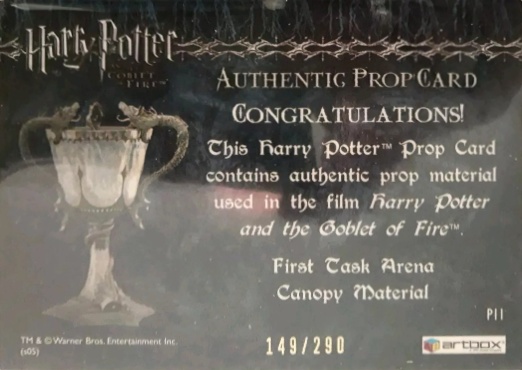 Harry Potter
AND THE
GOBLET
OF FIRE
AUTHENTIC PROP CARD
CONGRATULATIONS!
This Harry Potter™ Prop Card
contains authentic prop material
used in the film Harry Potter
and the Goblet of Fire™.
First Task Arena
Canopy Material
P11
TM & © Warner Bros. Entertainment Inc.
(s05)
149/290
artbox